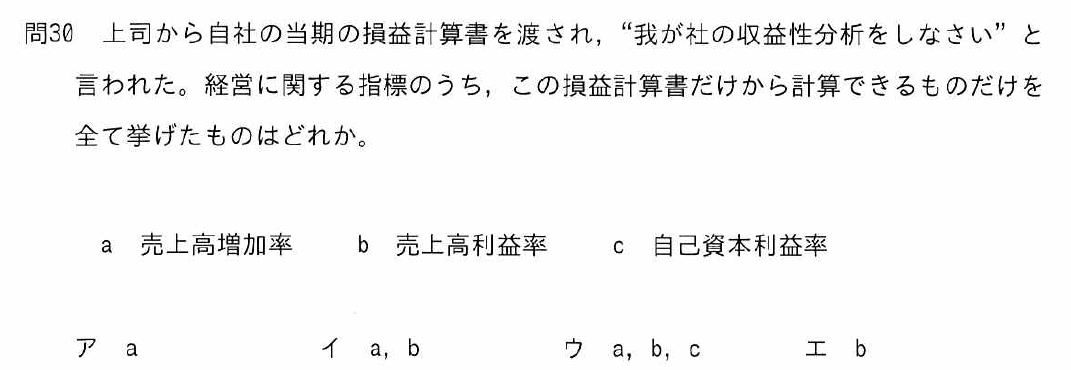 問30　上司から自社の当期の損益計算書を渡され，“我が社の収益性分析をしなさい”と
言われた。経営に関する指標のうち，この損益計算書だけから計算できるものだけを
全て挙げたものはどれか。
a　売上高増加率　　b　売上高利益率　　c　自己資本利益率
ア　a　　イ　a，b　　ウ　a，b，c　　エ　b